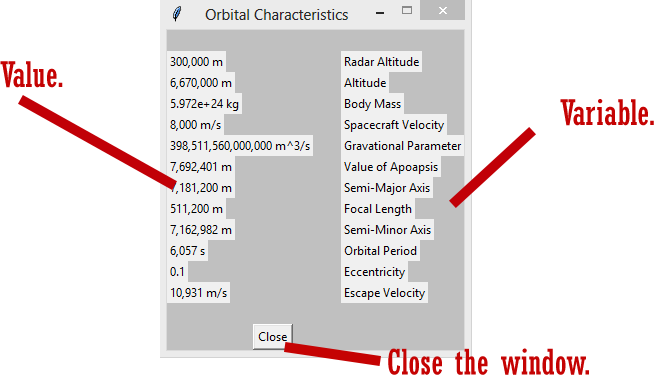 Orbital Characteristics
Value.
Variable.
300,000 m Radar Altitude
6,670,000 m Altitude
5.972e+24 kg Body Mass
8,000 m/s Spacecraft Velocity
398,511,560,000,000 m^3/s Gravational Parameter
7,692,401 m Value of Apoapsis
7,181,200 m Semi-Major Axis
511,200 m Focal Length
7,162,982 m Semi-Minor Axis
6,057 s Orbital Period
0.1 Eccentricity
10,931 m/s Escape Velocity
Close
Close the window.